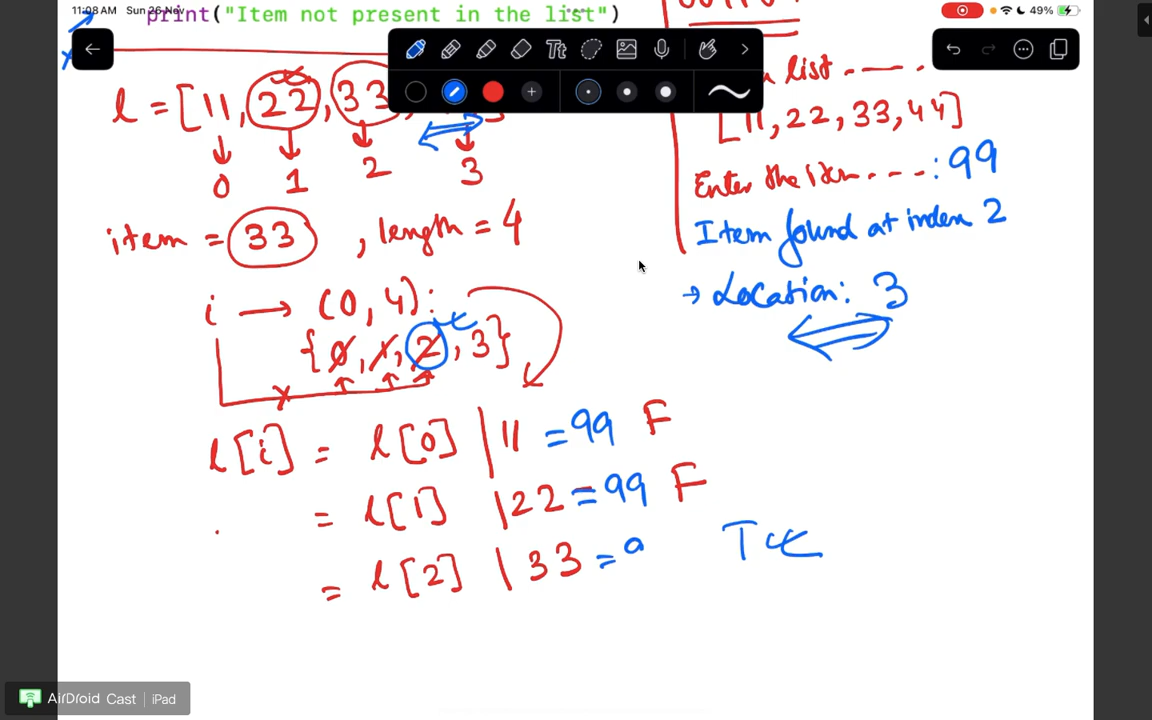 11:08 AM Sun 26 Nov
print("Item not present in the list")
49%
Tt
l = [11, 22, 33,
list ----
0 1 2 3
[11, 22, 33, 44]
Enter the item - - - - : 99
item = 33 , length = 4
Item found at index 2
i → (0, 4):
→ Location: 3
{0, 1, 2, 3}
l[i] = l[0] | 11 = 99 F
= l[1] | 22 = 99 F
= l[2] | 33 = 9 T
AirDroid Cast | iPad